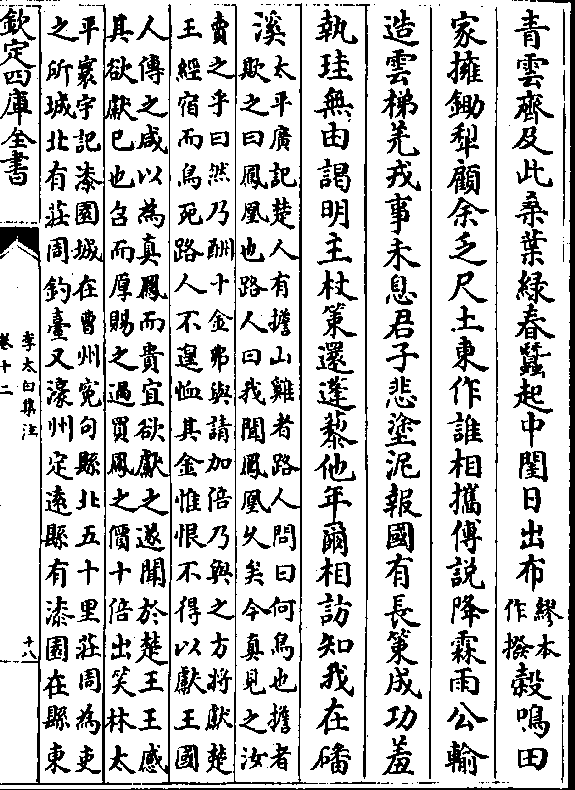 青雲齊及此桑葉緑春蠶起中閨日出布繆本作撥穀鳴田
家擁鋤犂顧余乏尺土東作誰相攜傅説降霖雨公輸
造雲梯羌戎事未息君子悲塗泥報國有長策成功羞
執珪無由謁明主杖策還蓬藜他年爾相訪知我在磻
溪太平廣記楚人有擔山雞者路人問曰何鳥也擔者
欺之曰鳳凰也路人曰我聞鳳凰久矣今真見之汝
賣之乎曰然乃酬十金弗與請加倍乃與之方將獻楚
王經宿而鳥死路人不遑恤其金惟恨不得以獻王國
人傳之咸以為真鳳而貴宜欲獻之遂聞於楚王王感
其欲獻已也召而厚賜之過買鳳之價十倍出笑林太
平寰宇記漆園城在曹州寃句縣北五十里莊周為吏
之所城北有莊周釣臺又濠州定遠縣有漆園在縣東
欽定四庫全書
李太白集注
卷十二
十八